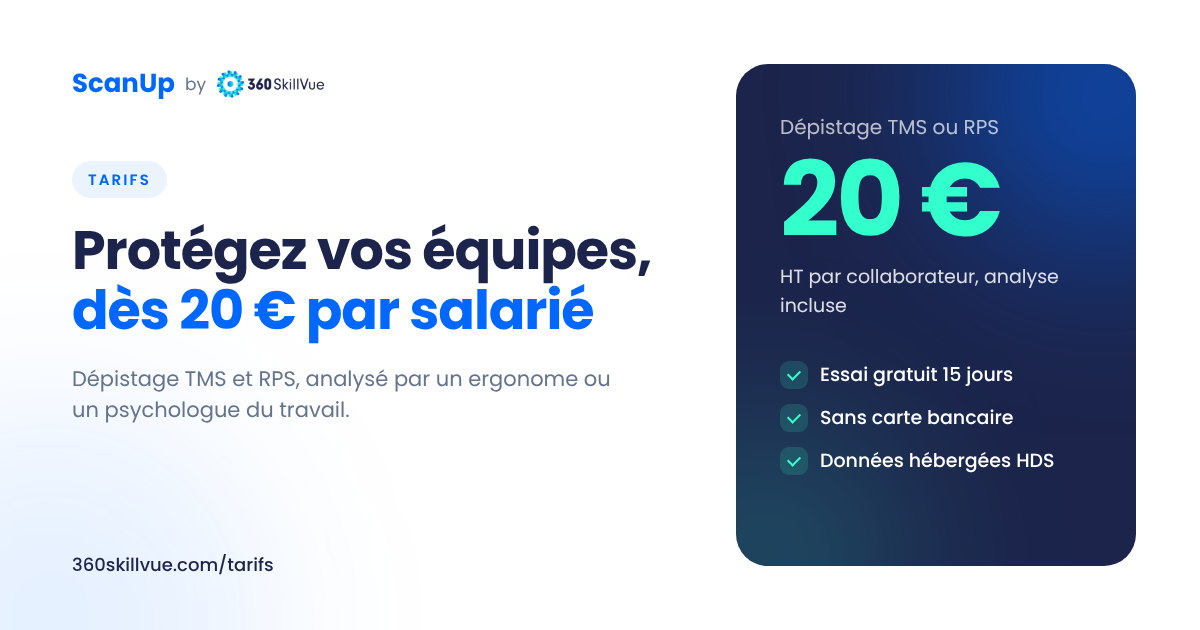 ScanUp by 360SkillVue
TARIFS
Protégez vos équipes,
dès 20 € par salarié
Dépistage TMS et RPS, analysé par un ergonome ou
un psychologue du travail.
360skillvue.com/tarifs
Dépistage TMS ou RPS
20 €
HT par collaborateur, analyse
incluse
Essai gratuit 15 jours
Sans carte bancaire
Données hébergées HDS